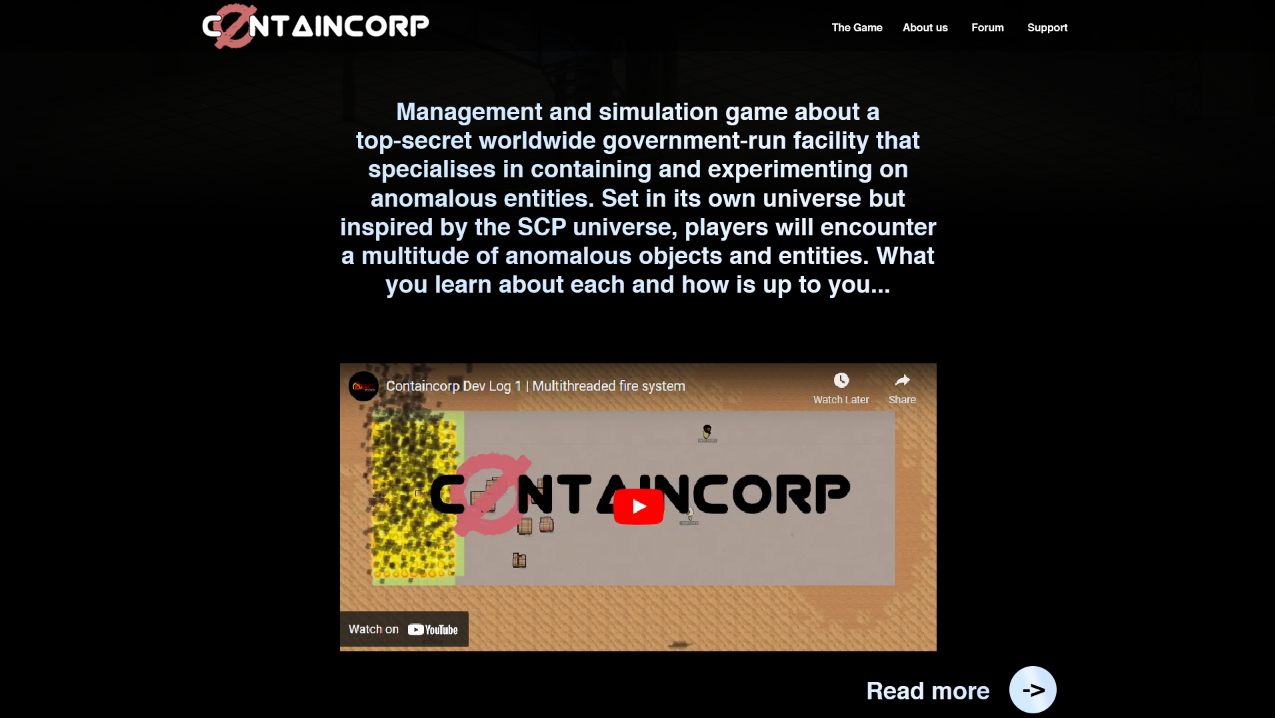 CØNTAINCORP
The Game
About us
Forum
Support
Management and simulation game about a
top-secret worldwide government-run facility that
specialises in containing and experimenting on
anomalous entities. Set in its own universe but
inspired by the SCP universe, players will encounter
a multitude of anomalous objects and entities. What
you learn about each and how is up to you...
Containcorp Dev Log 1 | Multithreaded fire system
Watch Later
Share
CØNTAINCORP
Watch on YouTube
Read more ->